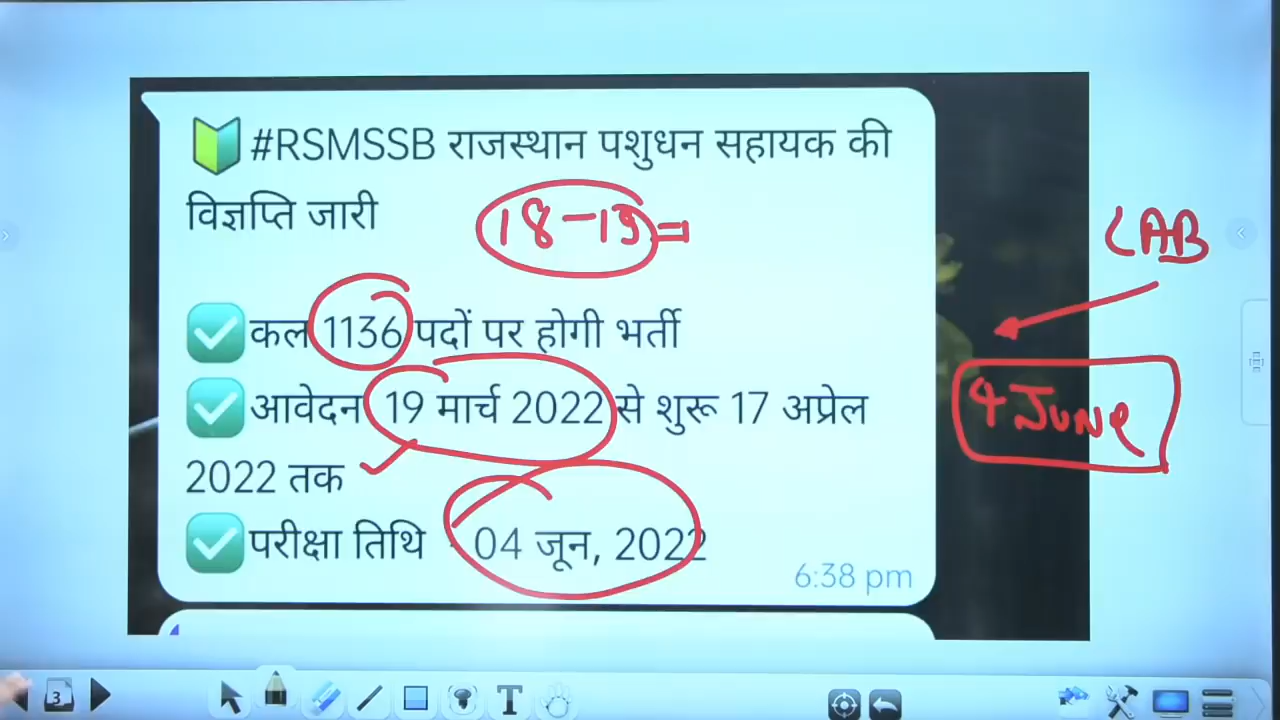 #RSMSSB राजस्थान पशुधन सहायक की
विज्ञप्ति जारी
18-19=
LAB
कल 1136 पदों पर होगी भर्ती
आवेदन 19 मार्च 2022 से शुरू 17 अप्रेल
4 June
2022 तक
परीक्षा तिथि - 04 जून, 2022
6:38 pm
3
T